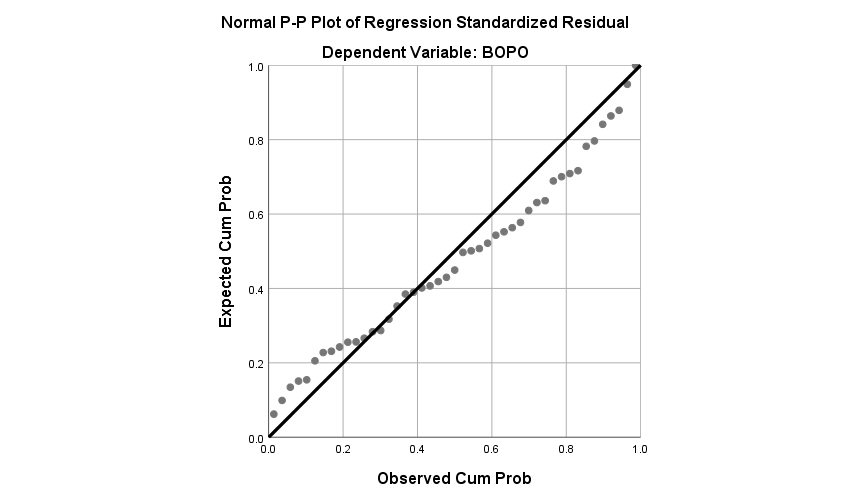 Normal P-P Plot of Regression Standardized Residual
Dependent Variable: BOPO
1.0
0.8
0.6
0.4
0.2
0.0
Expected Cum Prob
0.0 0.2 0.4 0.6 0.8 1.0
Observed Cum Prob